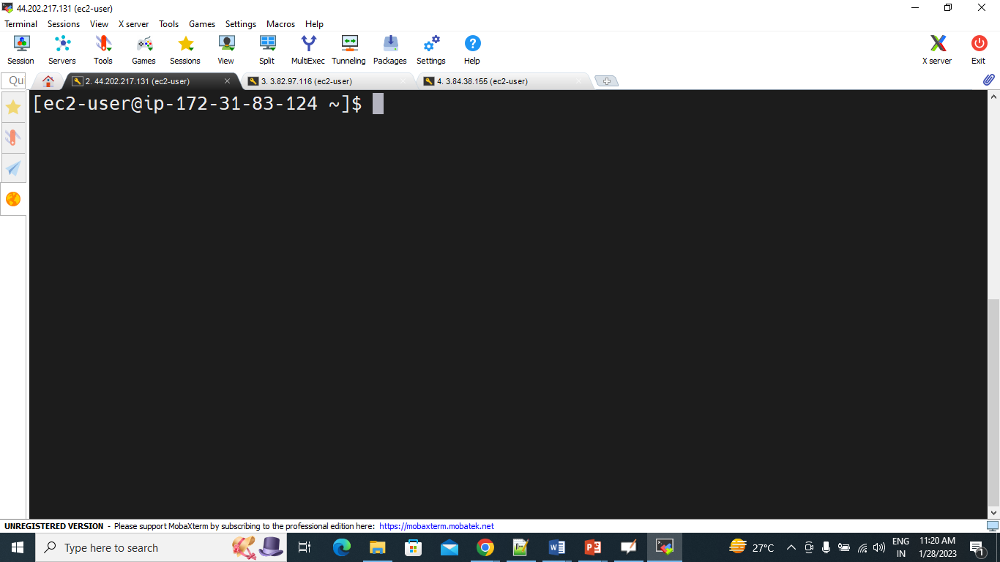 44.202.217.131 (ec2-user)
Terminal Sessions View X server Tools Games Settings Macros Help
Session Servers Tools Games Sessions View Split MultiExec Tunneling Packages Settings Help X server Exit
Qu
2. 44.202.217.131 (ec2-user) 3. 3.82.97.116 (ec2-user) 4. 3.84.38.155 (ec2-user)
[ec2-user@ip-172-31-83-124 ~]$
UNREGISTERED VERSION - Please support MobaXterm by subscribing to the professional edition here: https://mobaxterm.mobatek.net
Type here to search
27°C
ENG
IN
11:20 AM
1/28/2023
1